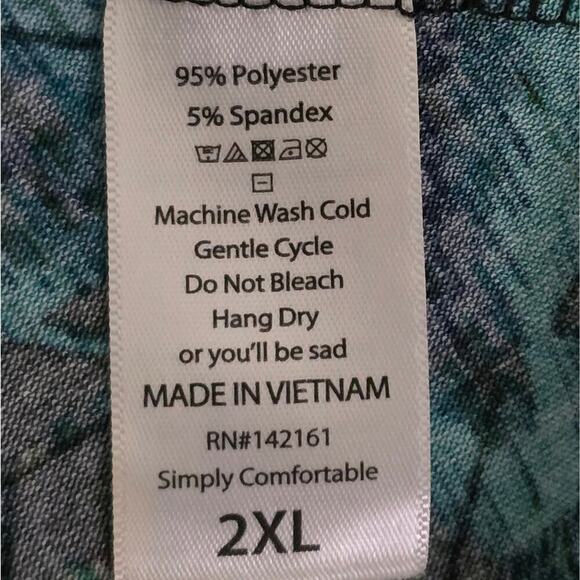 95% Polyester
5% Spandex
Machine Wash Cold
Gentle Cycle
Do Not Bleach
Hang Dry
or you'll be sad
MADE IN VIETNAM
RN#142161
Simply Comfortable
2XL